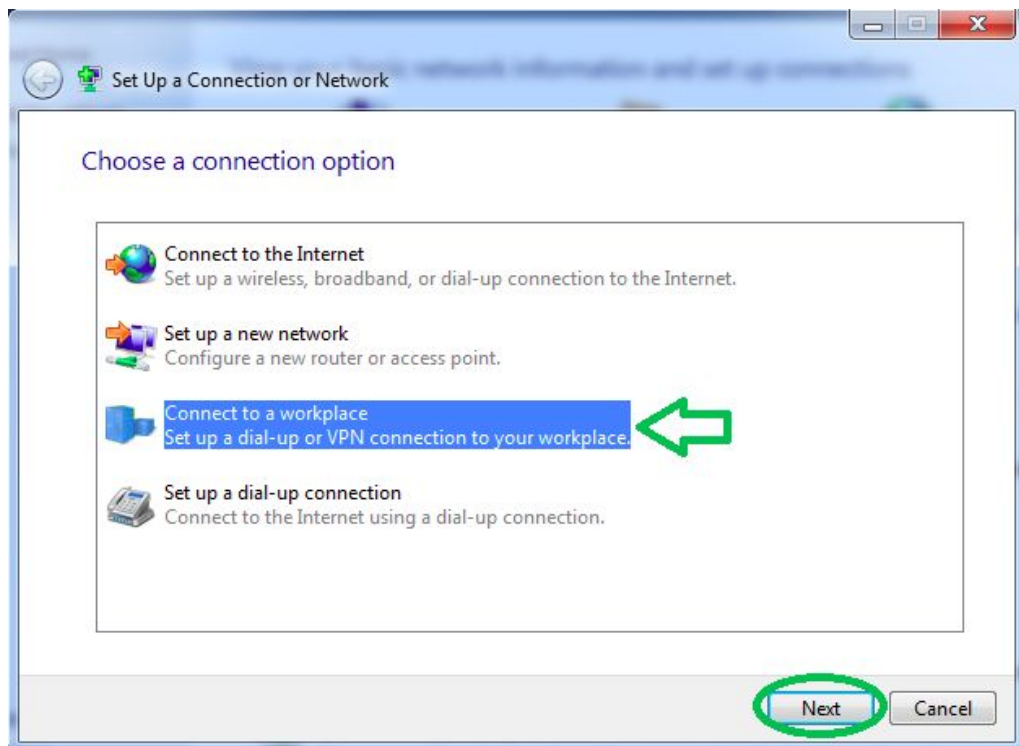 Set Up a Connection or Network
Choose a connection option
Connect to the Internet
Set up a wireless, broadband, or dial-up connection to the Internet.
Set up a new network
Configure a new router or access point.
Connect to a workplace
Set up a dial-up or VPN connection to your workplace.
Set up a dial-up connection
Connect to the Internet using a dial-up connection.
Next
Cancel